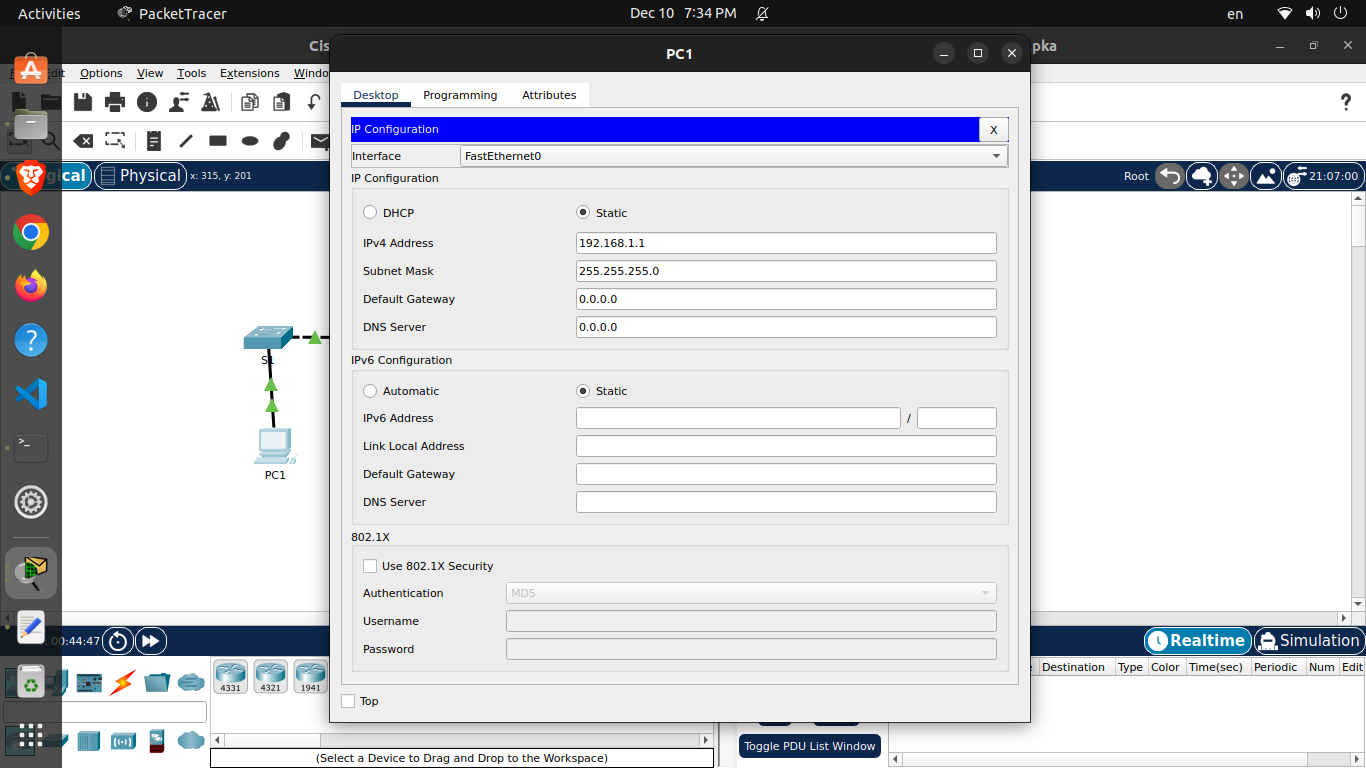 Activities
PacketTracer
Dec 10 7:34 PM
en
Cis
PC1
pka
Edit Options View Tools Extensions Windo
Desktop Programming Attributes
IP Configuration X
Interface FastEthernet0
IP Configuration
DHCP Static
IPv4 Address 192.168.1.1
Subnet Mask 255.255.255.0
Default Gateway 0.0.0.0
DNS Server 0.0.0.0
IPv6 Configuration
Automatic Static
IPv6 Address /
Link Local Address
Default Gateway
DNS Server
802.1X
Use 802.1X Security
Authentication MD5
Username
Password
Top
gical Physical x: 315, y: 201
Root 21:07:00
S1
PC1
00:44:47
Realtime Simulation
4331 4321 1941
Destination Type Color Time(sec) Periodic Num Edit
Toggle PDU List Window
(Select a Device to Drag and Drop to the Workspace)